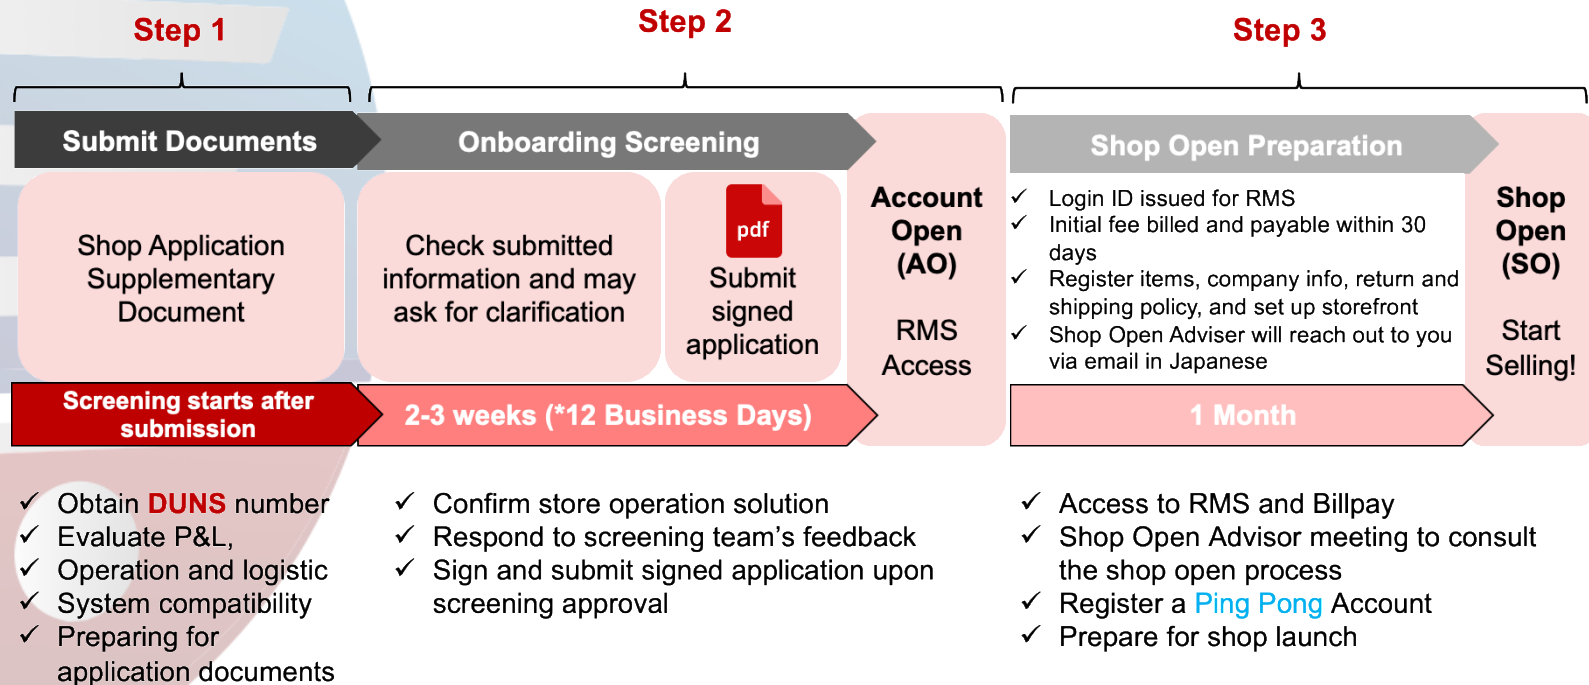 Step 1
Step 2
Step 3
Submit Documents
Onboarding Screening
Shop Open Preparation
Shop Application
Supplementary
Document
Check submitted
information and may
ask for clarification
pdf
Submit
signed
application
Account
Open
(AO)
RMS
Access
✓ Login ID issued for RMS
✓ Initial fee billed and payable within 30
days
✓ Register items, company info, return and
shipping policy, and set up storefront
✓ Shop Open Adviser will reach out to you
via email in Japanese
Shop
Open
(SO)
Start
Selling!
Screening starts after
submission
2-3 weeks (*12 Business Days)
1 Month
✓ Obtain DUNS number
✓ Evaluate P&L,
✓ Operation and logistic
✓ System compatibility
✓ Preparing for
application documents
✓ Confirm store operation solution
✓ Respond to screening team's feedback
✓ Sign and submit signed application upon
screening approval
✓ Access to RMS and Billpay
✓ Shop Open Advisor meeting to consult
the shop open process
✓ Register a Ping Pong Account
✓ Prepare for shop launch